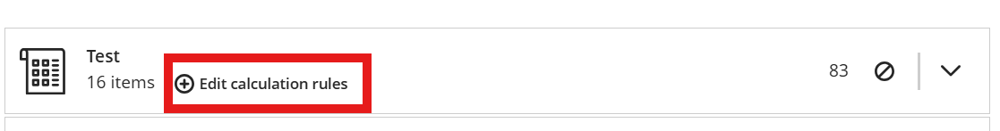 Test
16 items
Edit calculation rules
83